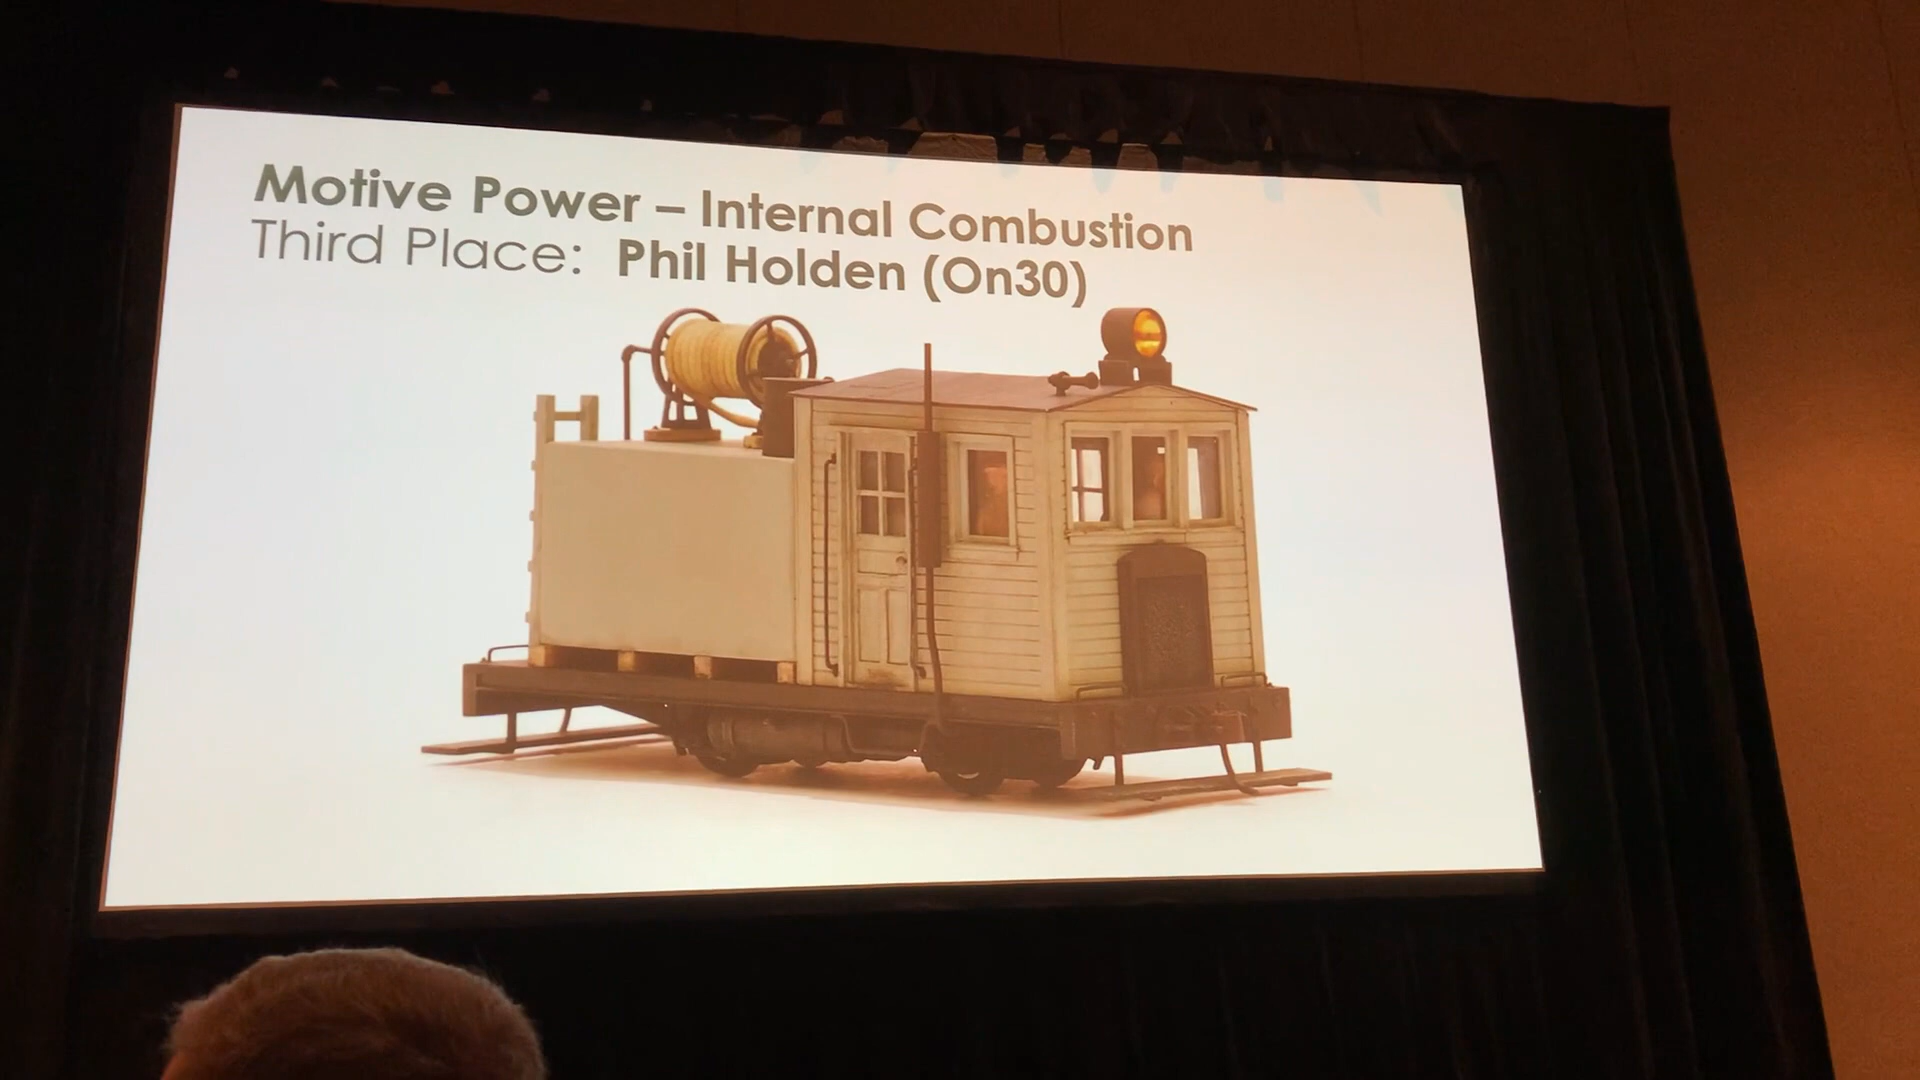 Motive Power – Internal Combustion
Third Place: Phil Holden (On30)